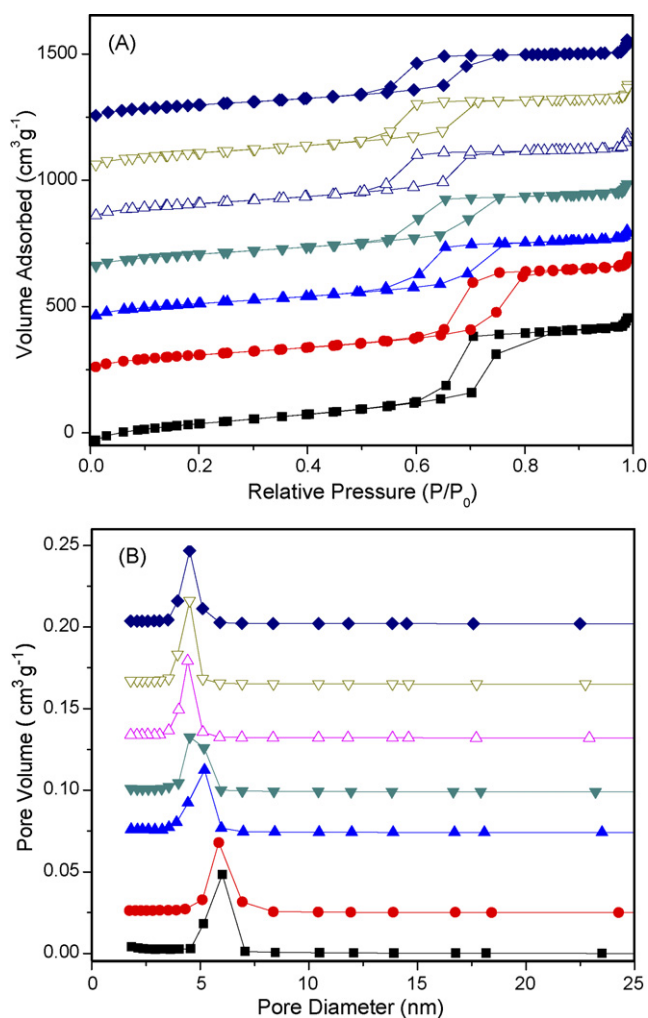 (A)
1500
1000
500
0
Volume Adsorbed (cm³g⁻¹)
0.0 0.2 0.4 0.6 0.8 1.0
Relative Pressure (P/P₀)
(B)
0.25
0.20
0.15
0.10
0.05
0.00
Pore Volume ( cm³ g⁻¹)
0 5 10 15 20 25
Pore Diameter (nm)